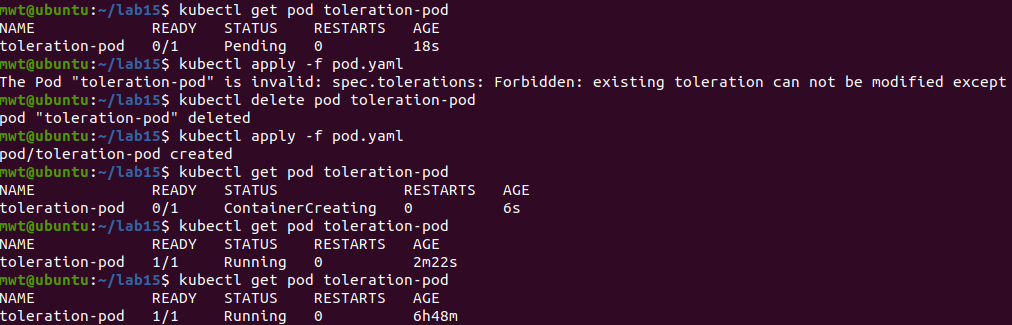 mwt@ubuntu:~/lab15$ kubectl get pod toleration-pod
NAME             READY   STATUS    RESTARTS   AGE
toleration-pod   0/1     Pending   0          18s
mwt@ubuntu:~/lab15$ kubectl apply -f pod.yaml
The Pod "toleration-pod" is invalid: spec.tolerations: Forbidden: existing toleration can not be modified except
mwt@ubuntu:~/lab15$ kubectl delete pod toleration-pod
pod "toleration-pod" deleted
mwt@ubuntu:~/lab15$ kubectl apply -f pod.yaml
pod/toleration-pod created
mwt@ubuntu:~/lab15$ kubectl get pod toleration-pod
NAME             READY   STATUS              RESTARTS   AGE
toleration-pod   0/1     ContainerCreating   0          6s
mwt@ubuntu:~/lab15$ kubectl get pod toleration-pod
NAME             READY   STATUS    RESTARTS   AGE
toleration-pod   1/1     Running   0          2m22s
mwt@ubuntu:~/lab15$ kubectl get pod toleration-pod
NAME             READY   STATUS    RESTARTS   AGE
toleration-pod   1/1     Running   0          6h48m